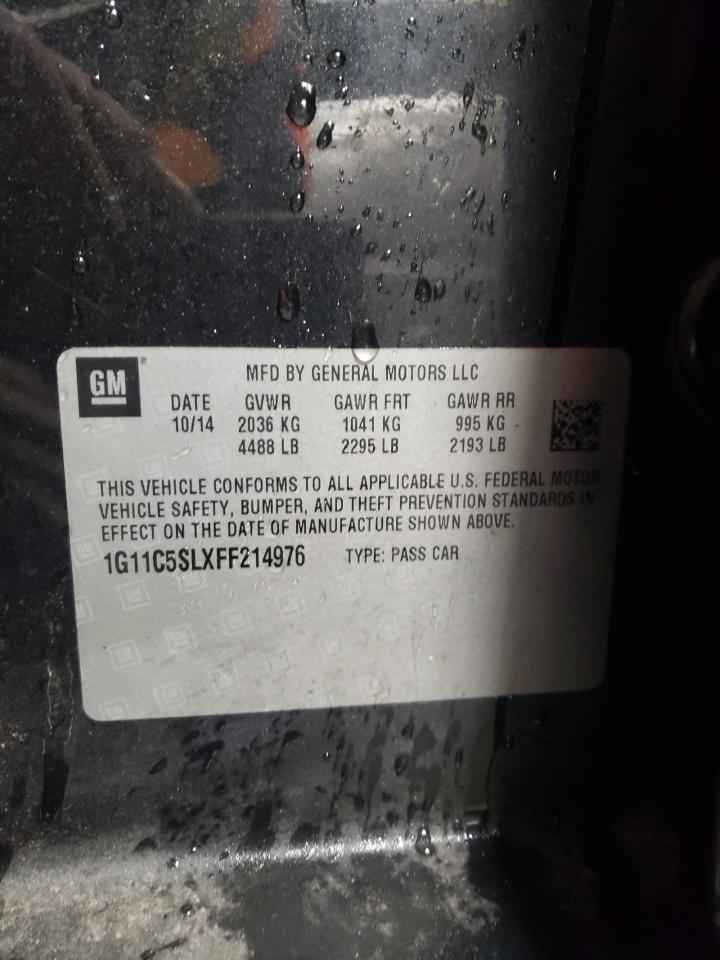 GM ®
MFD BY GENERAL MOTORS LLC
DATE GVWR GAWR FRT GAWR RR
10/14 2036 KG 1041 KG 995 KG
4488 LB 2295 LB 2193 LB
THIS VEHICLE CONFORMS TO ALL APPLICABLE U.S. FEDERAL MOTOR
VEHICLE SAFETY, BUMPER, AND THEFT PREVENTION STANDARDS IN
EFFECT ON THE DATE OF MANUFACTURE SHOWN ABOVE.
1G11C5SLXFF214976 TYPE: PASS CAR